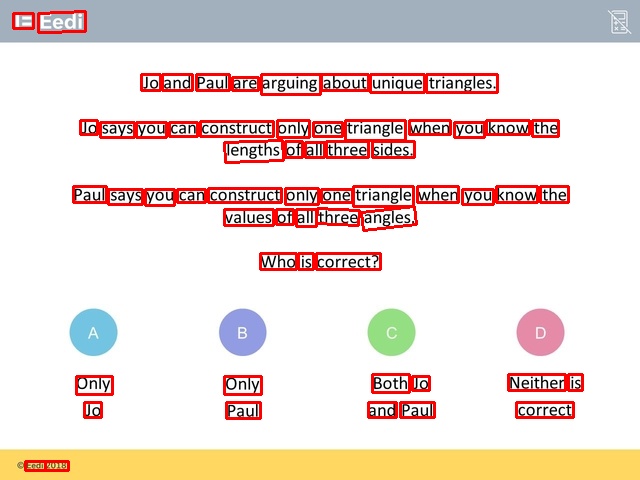 Eedi
Jo and Paul are arguing about unique triangles.
Jo says you can construct only one triangle when you know the
lengths of all three sides.
Paul says you can construct only one triangle when you know the
values of all three angles.
Who is correct?
A B C D
Only Only Both Jo Neither is
Jo Paul and Paul correct
© Eedi 2018